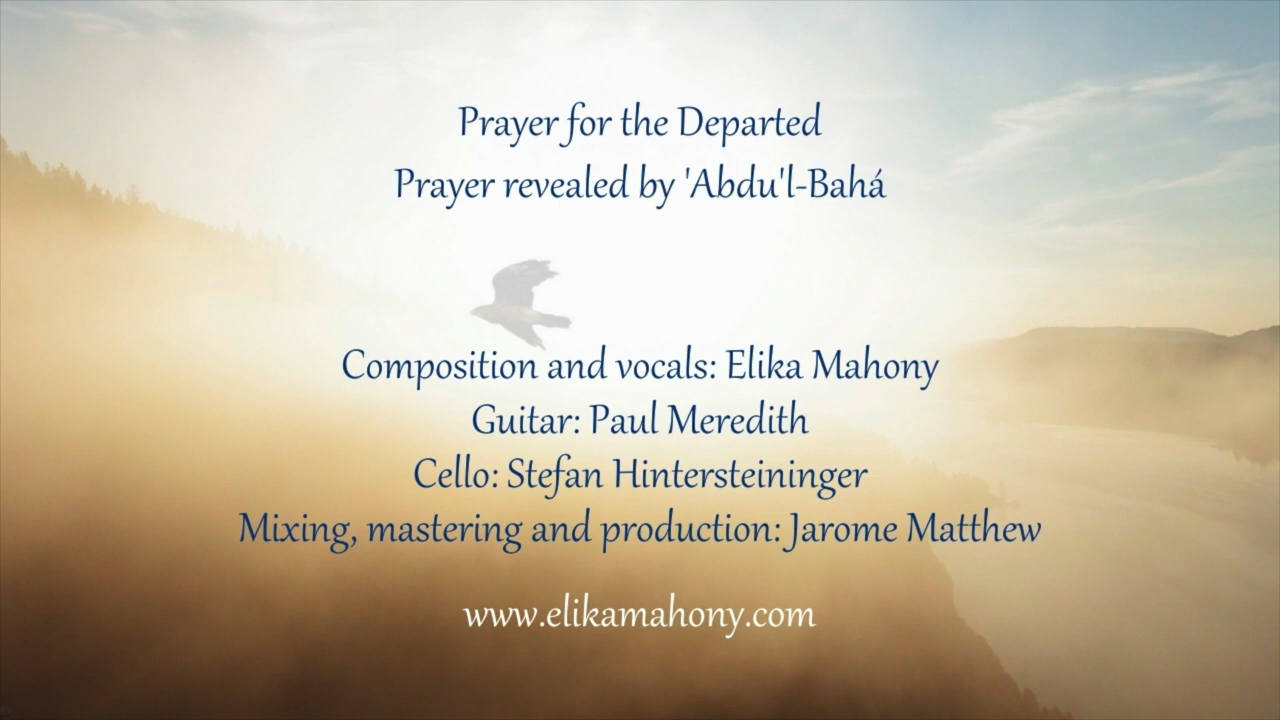 Prayer for the Departed
Prayer revealed by 'Abdu'l-Bahá
Composition and vocals: Elika Mahony
Guitar: Paul Meredith
Cello: Stefan Hintersteininger
Mixing, mastering and production: Jarome Matthew
www.elikamahony.com